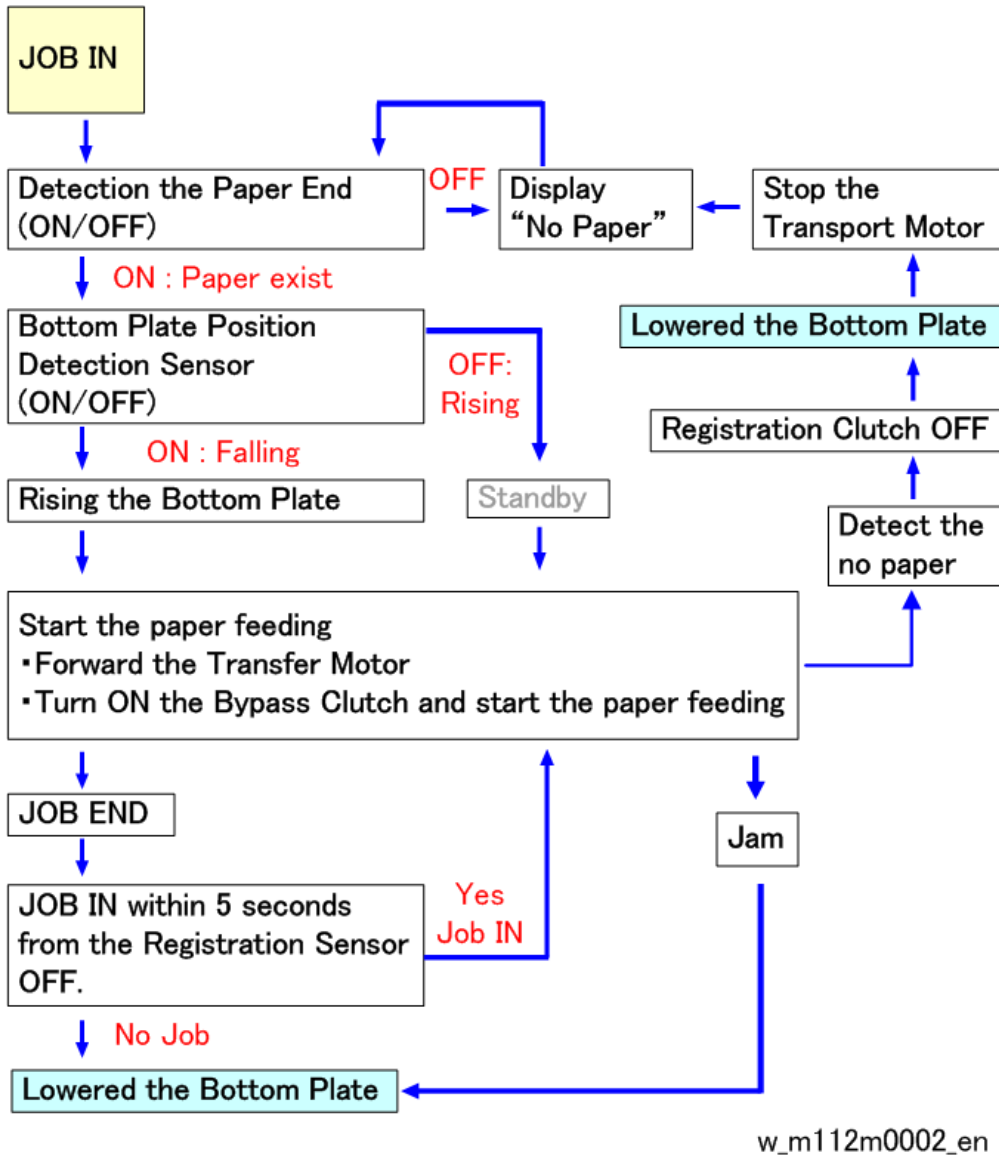 JOB IN
Detection the Paper End
(ON/OFF)
OFF
Display
“No Paper”
Stop the
Transport Motor
ON : Paper exist
Bottom Plate Position
Detection Sensor
(ON/OFF)
OFF:
Rising
Lowered the Bottom Plate
Registration Clutch OFF
ON : Falling
Rising the Bottom Plate
Standby
Detect the
no paper
Start the paper feeding
・Forward the Transfer Motor
・Turn ON the Bypass Clutch and start the paper feeding
JOB END
Jam
JOB IN within 5 seconds
from the Registration Sensor
OFF.
Yes
Job IN
No Job
Lowered the Bottom Plate
w_m112m0002_en